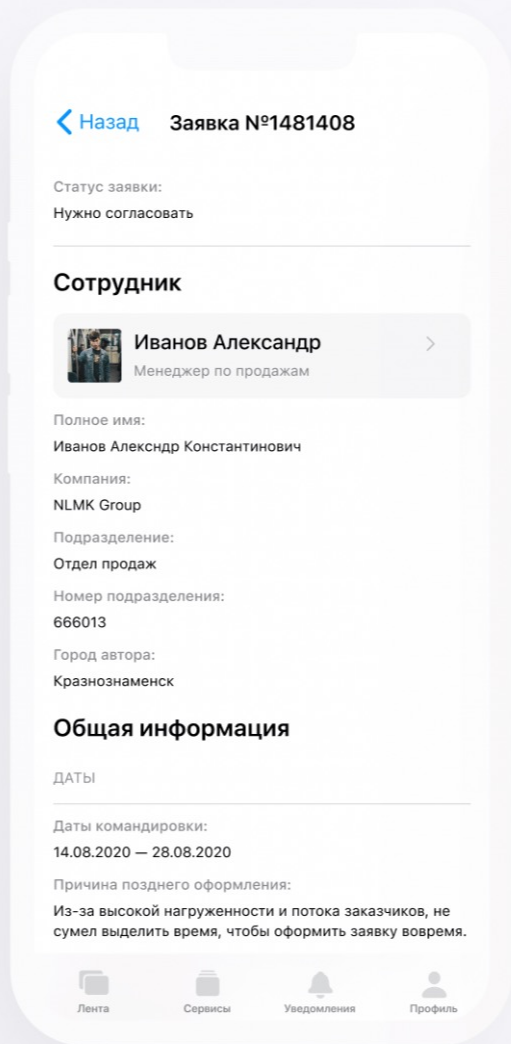 Назад
Заявка №1481408
Статус заявки:
Нужно согласовать
Сотрудник
Иванов Александр
Менеджер по продажам
Полное имя:
Иванов Алексндр Константинович
Компания:
NLMK Group
Подразделение:
Отдел продаж
Номер подразделения:
666013
Город автора:
Кразнознаменск
Общая информация
ДАТЫ
Даты командировки:
14.08.2020 — 28.08.2020
Причина позднего оформления:
Из-за высокой нагруженности и потока заказчиков, не
сумел выделить время, чтобы оформить заявку вовремя.
Лента
Сервисы
Уведомления
Профиль